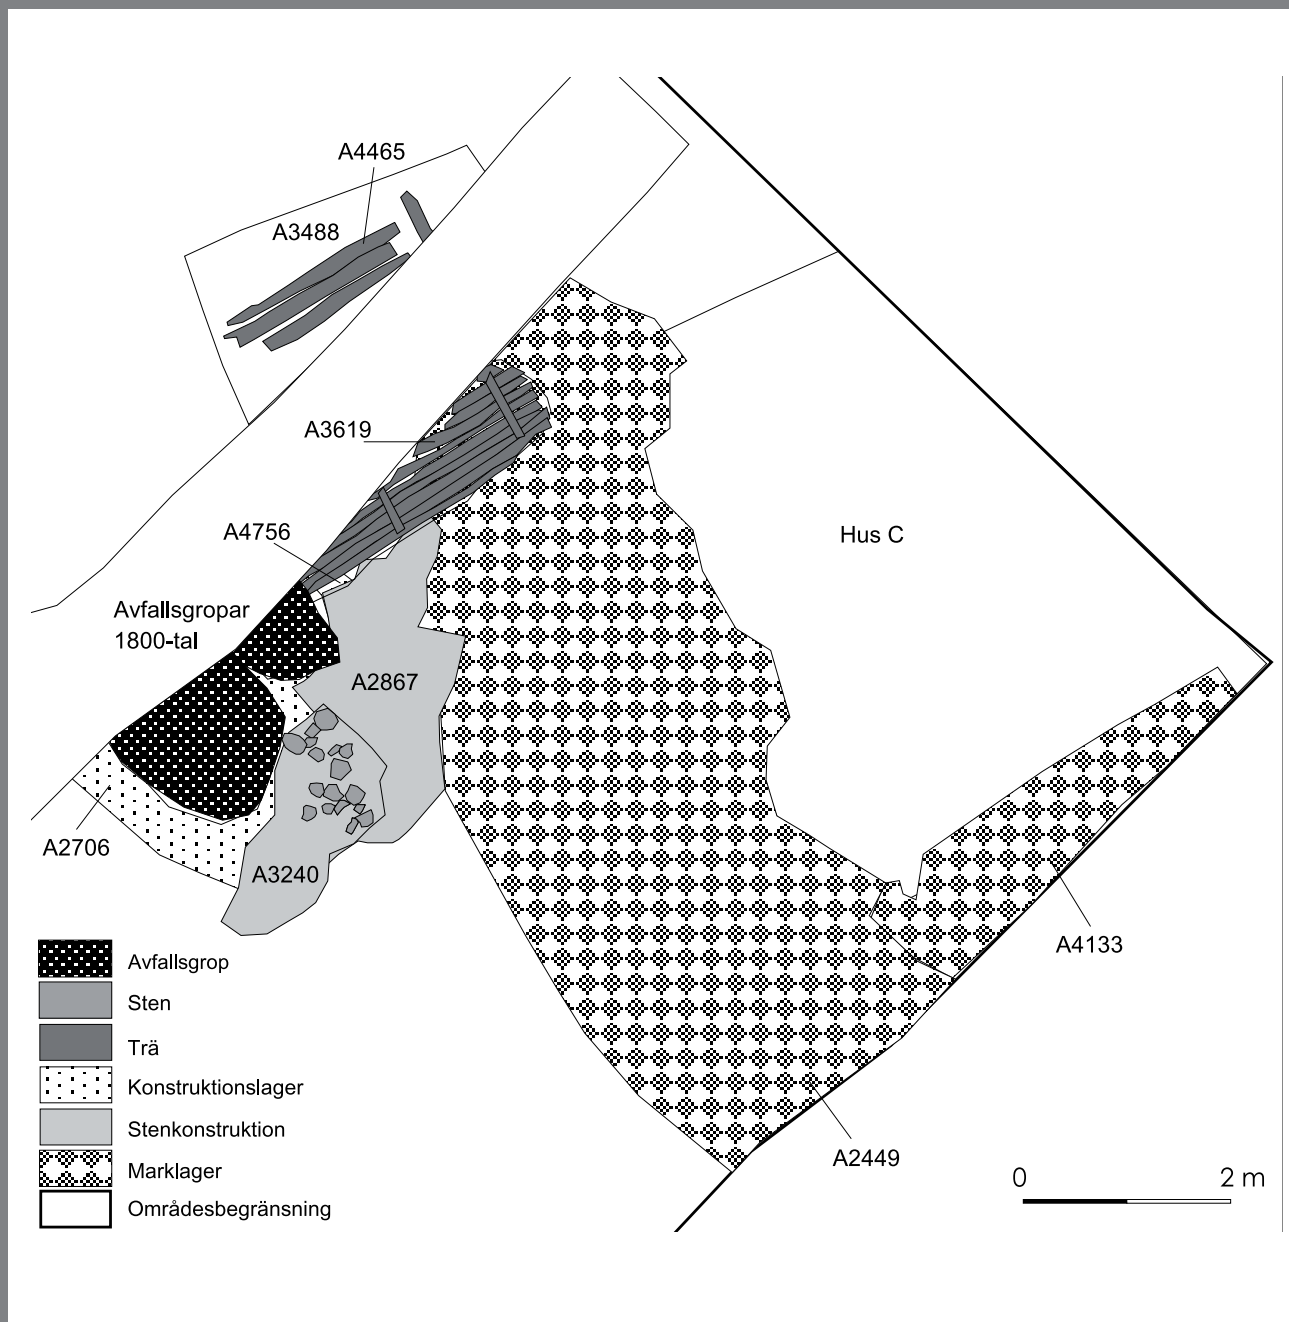 A4465
A3488
A3619
A4756
Hus C
Avfallsgropar
1800-tal
A2867
A2706
A3240
A4133
A2449
Avfallsgrop
Sten
Trä
Konstruktionslager
Stenkonstruktion
Marklager
Områdesbegränsning
0 2 m